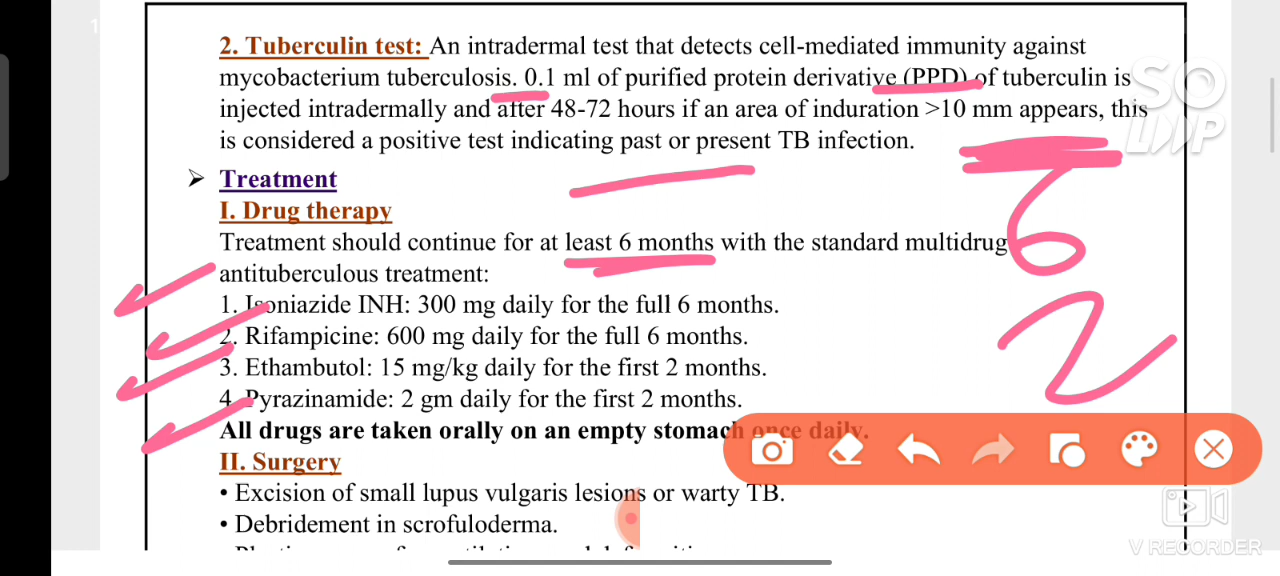 1
2. Tuberculin test: An intradermal test that detects cell-mediated immunity against
mycobacterium tuberculosis. 0.1 ml of purified protein derivative (PPD) of tuberculin is
injected intradermally and after 48-72 hours if an area of induration >10 mm appears, this
is considered a positive test indicating past or present TB infection.
SO
LVVP
➤ Treatment
I. Drug therapy
6
Treatment should continue for at least 6 months with the standard multidrug
antituberculous treatment:
1. Isoniazide INH: 300 mg daily for the full 6 months.
2. Rifampicine: 600 mg daily for the full 6 months.
2
3. Ethambutol: 15 mg/kg daily for the first 2 months.
4. Pyrazinamide: 2 gm daily for the first 2 months.
All drugs are taken orally on an empty stomach once daily.
II. Surgery
• Excision of small lupus vulgaris lesions or warty TB.
• Debridement in scrofuloderma.
V RECORDER